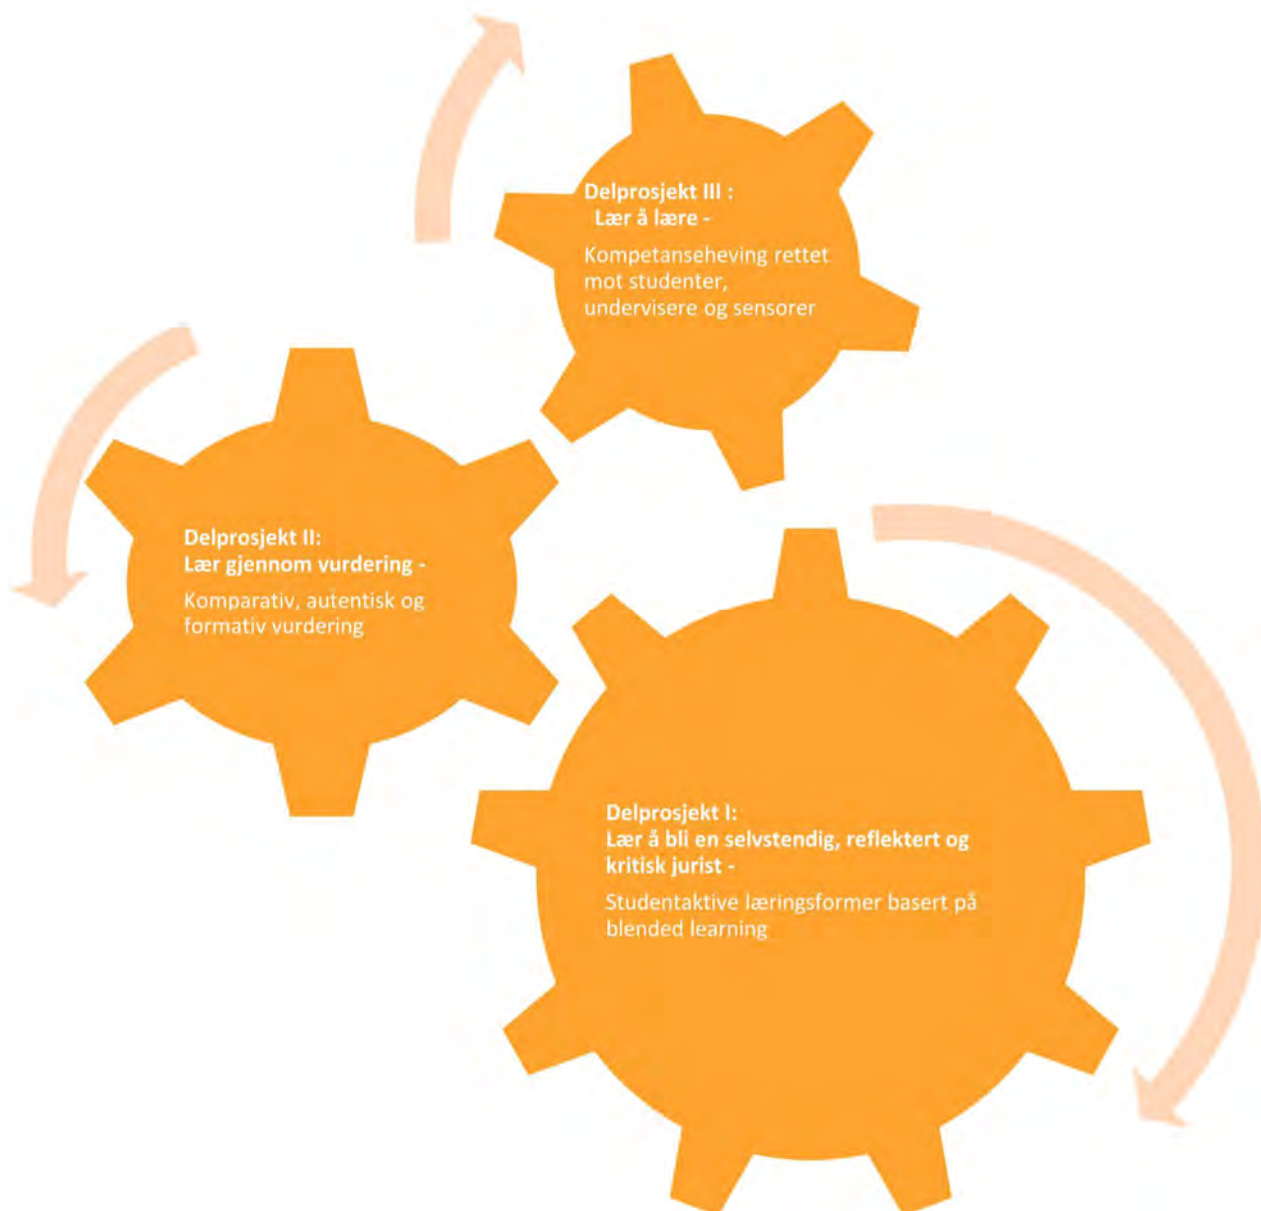 Delprosjekt III :
Lær å lære -
Kompetanseheving rettet
mot studenter,
undervisere og sensorer
Delprosjekt II:
Lær gjennom vurdering -
Komparativ, autentisk og
formativ vurdering
Delprosjekt I:
Lær å bli en selvstendig, reflektert og
kritisk jurist -
Studentaktive læringsformer basert på
blended learning